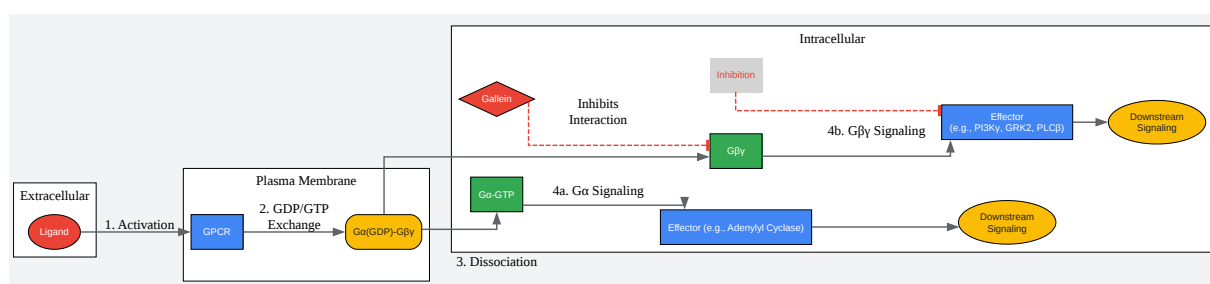 Intracellular
Inhibition
Gallein
Inhibits
Interaction
Effector
(e.g., PI3Kγ, GRK2, PLCβ)
Downstream
Signaling
4b. Gβγ Signaling
Gβγ
Plasma Membrane
Extracellular
Gα-GTP
4a. Gα Signaling
2. GDP/GTP
Exchange
Ligand
1. Activation
GPCR
Gα(GDP)-Gβγ
Effector (e.g., Adenylyl Cyclase)
Downstream
Signaling
3. Dissociation